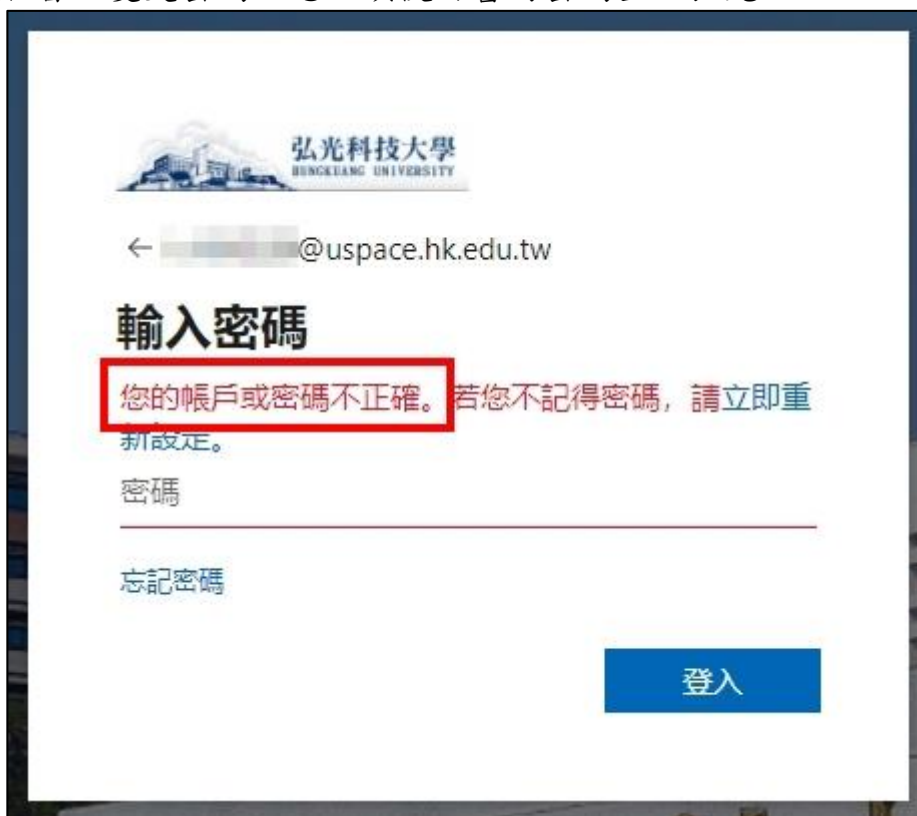 弘光科技大學
HUNGKUANG UNIVERSITY
← @uspace.hk.edu.tw
輸入密碼
您的帳戶或密碼不正確。若您不記得密碼，請立即重
新設定。
密碼
忘記密碼
登入